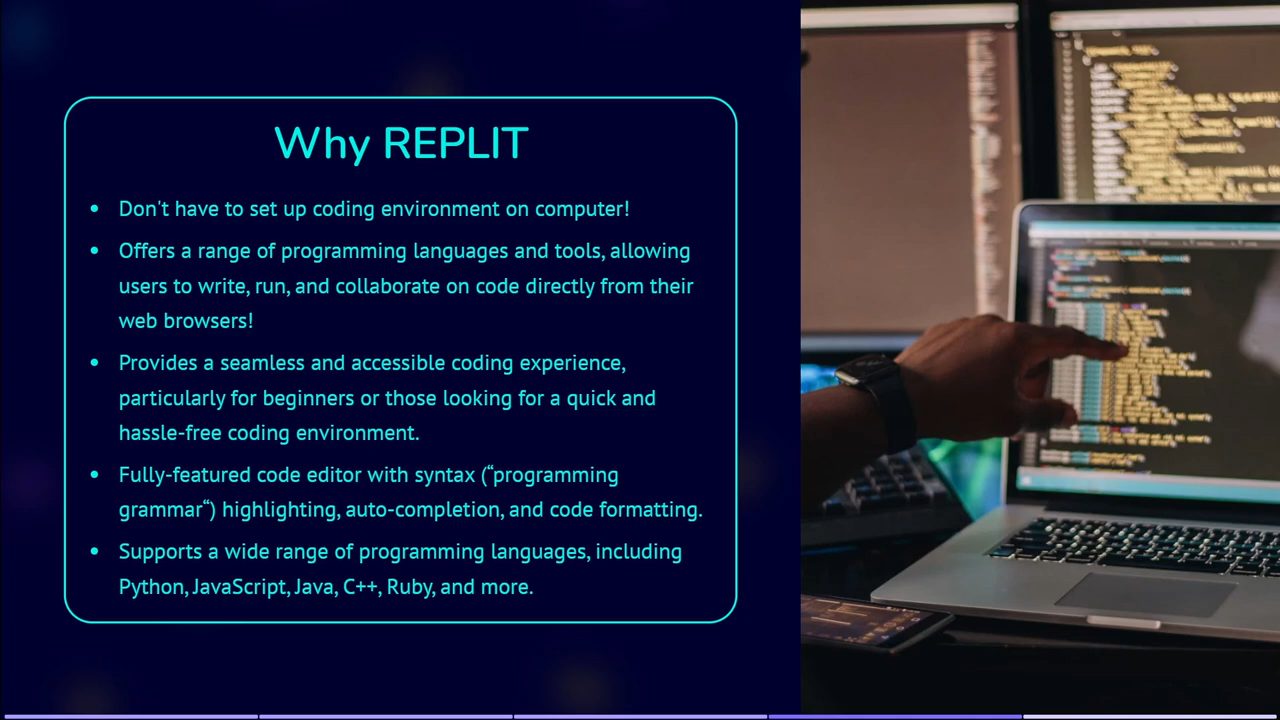 Why REPLIT
• Don't have to set up coding environment on computer!
• Offers a range of programming languages and tools, allowing
users to write, run, and collaborate on code directly from their
web browsers!
• Provides a seamless and accessible coding experience,
particularly for beginners or those looking for a quick and
hassle-free coding environment.
• Fully-featured code editor with syntax (“programming
grammar“) highlighting, auto-completion, and code formatting.
• Supports a wide range of programming languages, including
Python, JavaScript, Java, C++, Ruby, and more.